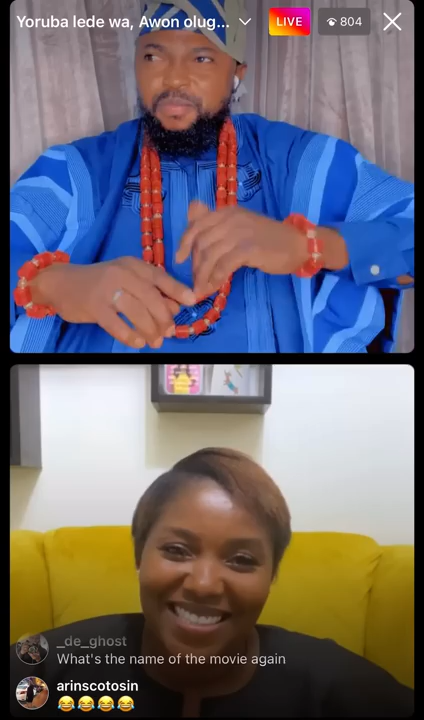 Yoruba lede wa, Awon olug...
LIVE
804
_de_ghost
What's the name of the movie again
arinscotosin
😂😂😂😂